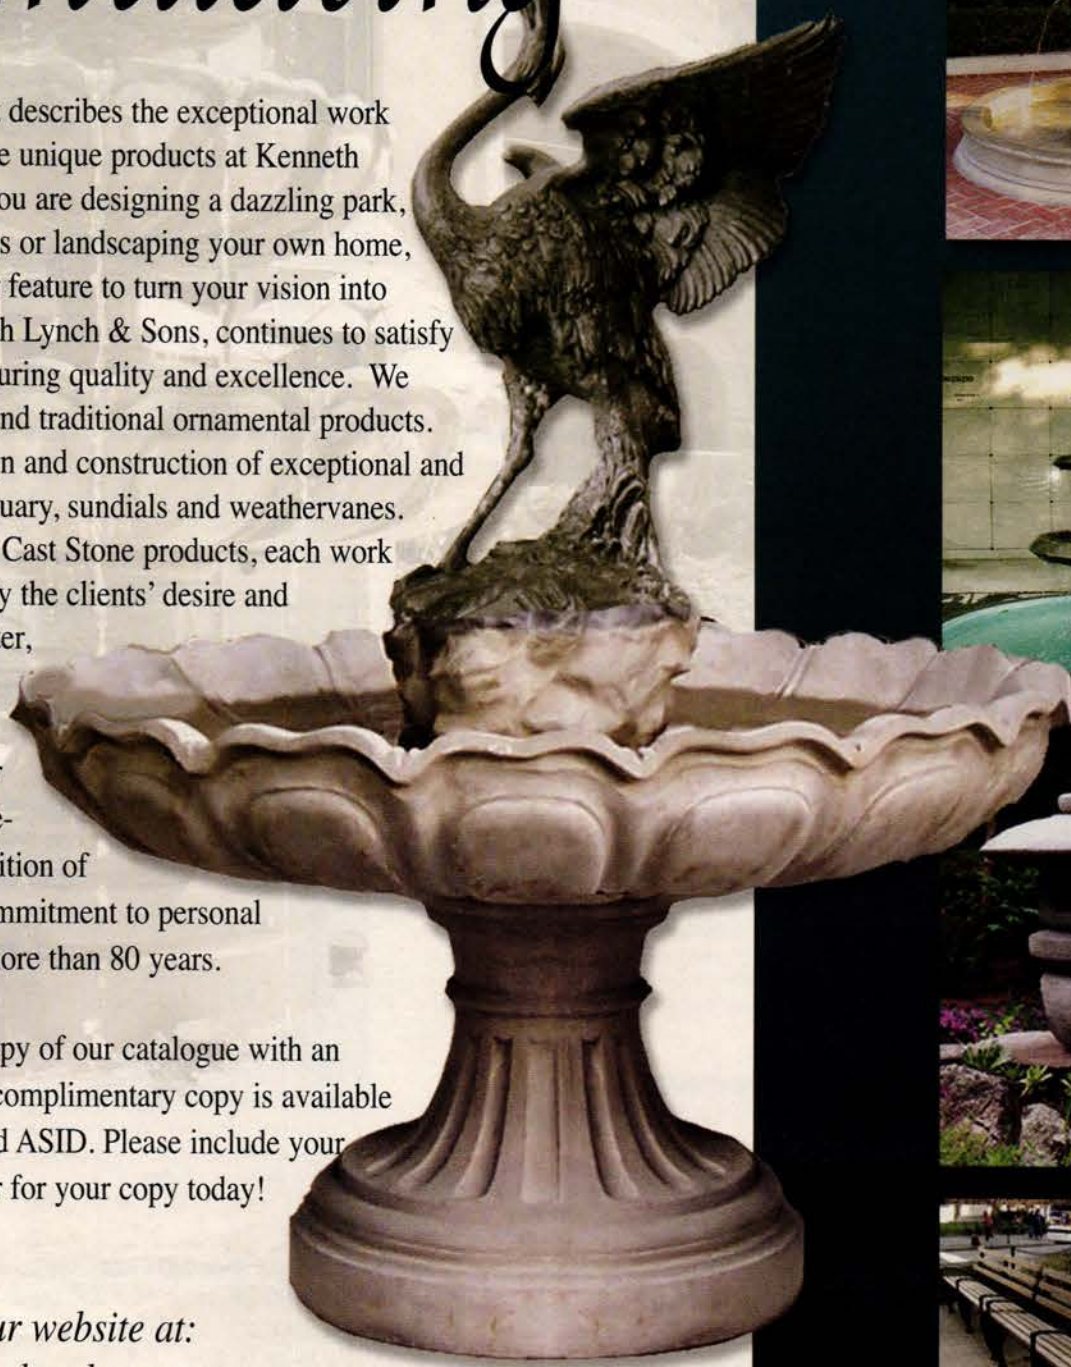 describes the exceptional work
unique products at Kenneth
you are designing a dazzling park,
or landscaping your own home,
feature to turn your vision into
Lynch & Sons, continues to satisfy
uring quality and excellence. We
and traditional ornamental products.
n and construction of exceptional and
uary, sundials and weathervanes.
Cast Stone products, each work
y the clients' desire and
ter,
e-
ition of
mmitment to personal
ore than 80 years.
py of our catalogue with an
complimentary copy is available
d ASID. Please include your
for your copy today!
ur website at: